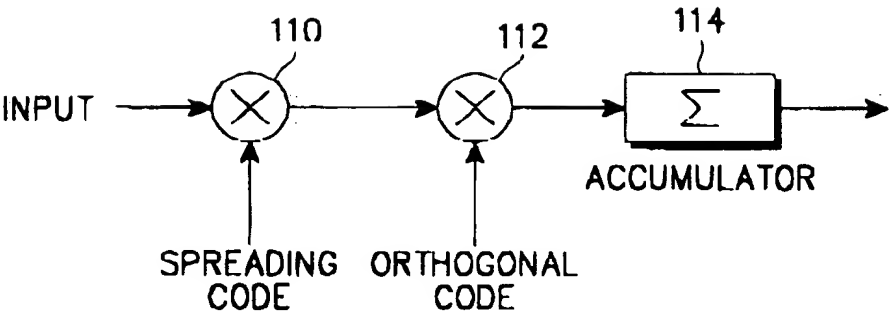 110
112
114
INPUT
Σ
ACCUMULATOR
SPREADING
CODE
ORTHOGONAL
CODE